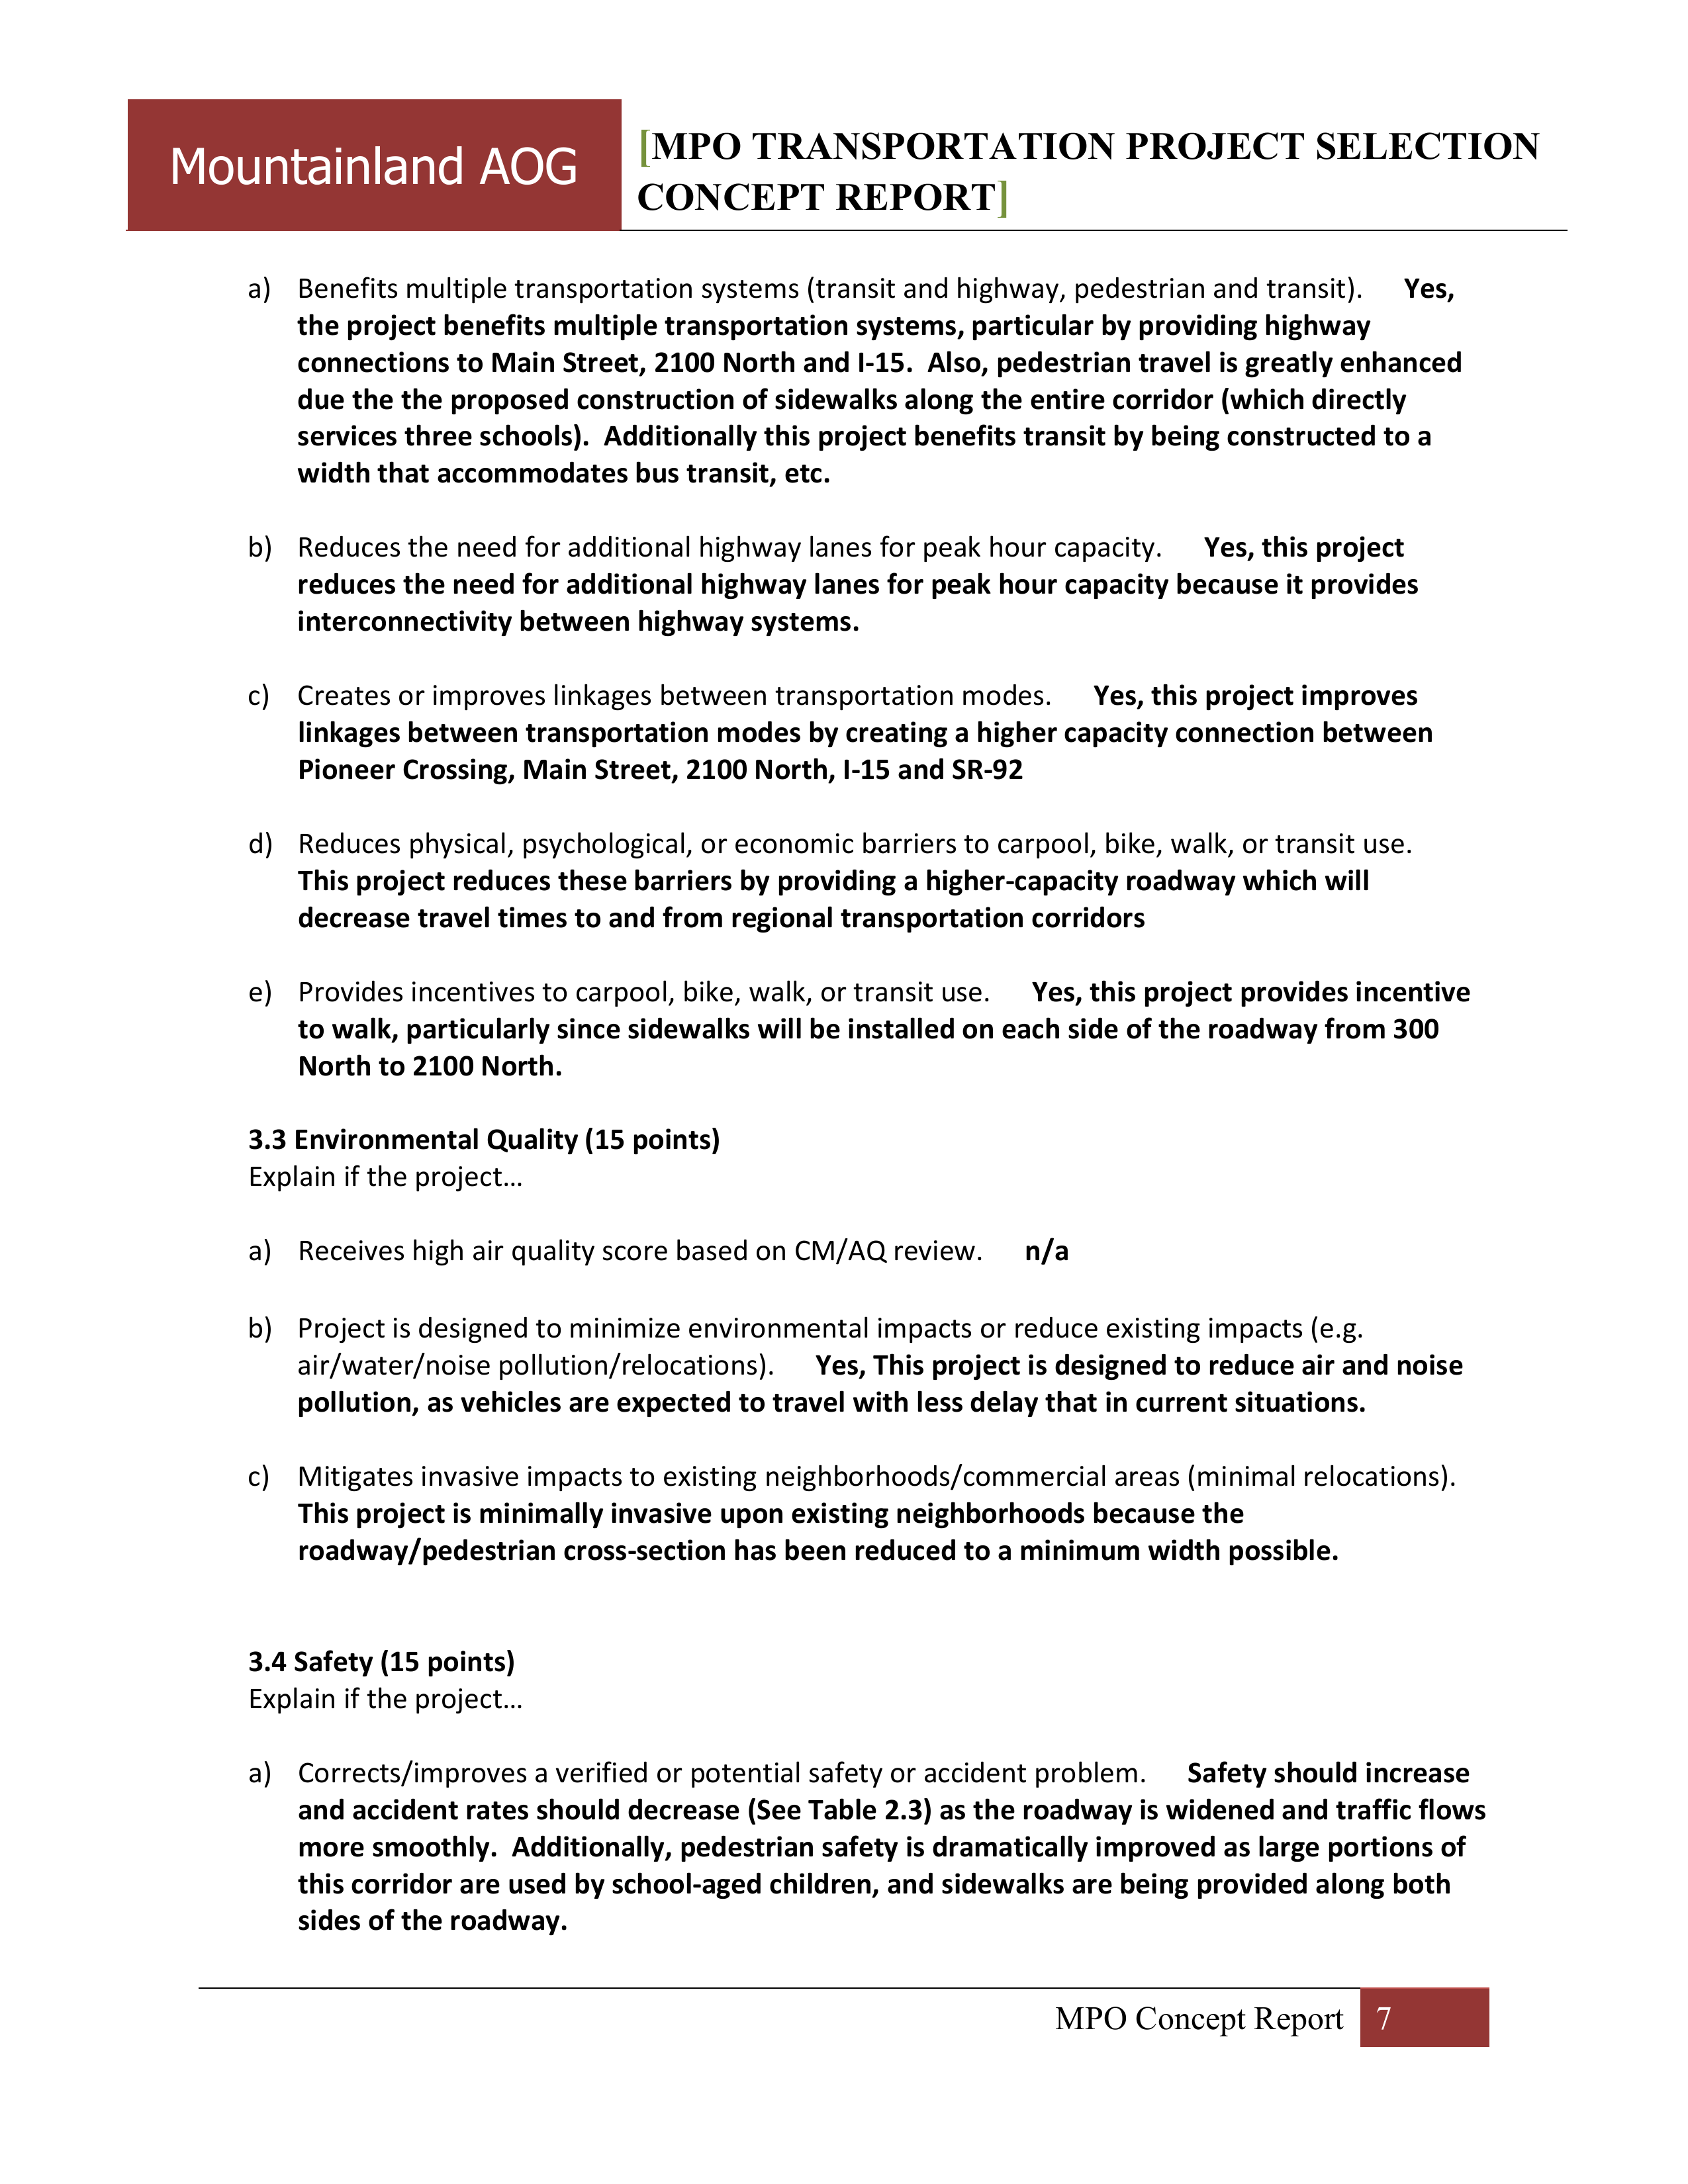 Mountainland AOG
[MPO TRANSPORTATION PROJECT SELECTION
CONCEPT REPORT]
a) Benefits multiple transportation systems (transit and highway, pedestrian and transit). Yes,
the project benefits multiple transportation systems, particular by providing highway
connections to Main Street, 2100 North and I-15. Also, pedestrian travel is greatly enhanced
due the the proposed construction of sidewalks along the entire corridor (which directly
services three schools). Additionally this project benefits transit by being constructed to a
width that accommodates bus transit, etc.
b) Reduces the need for additional highway lanes for peak hour capacity. Yes, this project
reduces the need for additional highway lanes for peak hour capacity because it provides
interconnectivity between highway systems.
c) Creates or improves linkages between transportation modes. Yes, this project improves
linkages between transportation modes by creating a higher capacity connection between
Pioneer Crossing, Main Street, 2100 North, I-15 and SR-92
d) Reduces physical, psychological, or economic barriers to carpool, bike, walk, or transit use.
This project reduces these barriers by providing a higher-capacity roadway which will
decrease travel times to and from regional transportation corridors
e) Provides incentives to carpool, bike, walk, or transit use. Yes, this project provides incentive
to walk, particularly since sidewalks will be installed on each side of the roadway from 300
North to 2100 North.
3.3 Environmental Quality (15 points)
Explain if the project…
a) Receives high air quality score based on CM/AQ review. n/a
b) Project is designed to minimize environmental impacts or reduce existing impacts (e.g.
air/water/noise pollution/relocations). Yes, This project is designed to reduce air and noise
pollution, as vehicles are expected to travel with less delay that in current situations.
c) Mitigates invasive impacts to existing neighborhoods/commercial areas (minimal relocations).
This project is minimally invasive upon existing neighborhoods because the
roadway/pedestrian cross-section has been reduced to a minimum width possible.
3.4 Safety (15 points)
Explain if the project…
a) Corrects/improves a verified or potential safety or accident problem. Safety should increase
and accident rates should decrease (See Table 2.3) as the roadway is widened and traffic flows
more smoothly. Additionally, pedestrian safety is dramatically improved as large portions of
this corridor are used by school-aged children, and sidewalks are being provided along both
sides of the roadway.
MPO Concept Report 7